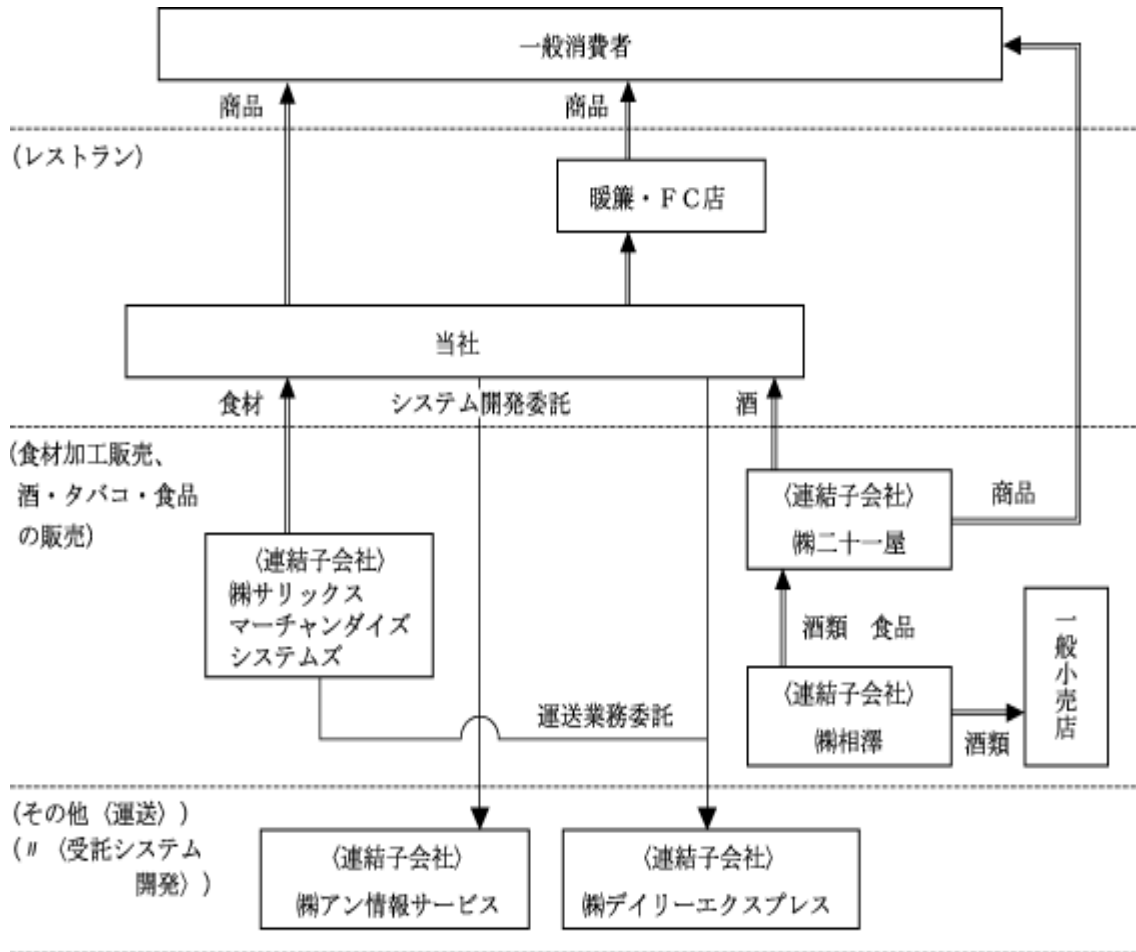 一般消費者
商品
商品
(レストラン)
暖簾・ＦＣ店
当社
食材
システム開発委託
酒
(食材加工販売、
酒・タバコ・食品
の販売)
〈連結子会社〉
㈱二十一屋
商品
〈連結子会社〉
㈱サリックス
マーチャンダイズ
システムズ
酒類　食品
一般小売店
〈連結子会社〉
㈱相澤
酒類
運送業務委託
(その他〈運送〉)
(〃〈受託システム
開発〉)
〈連結子会社〉
㈱アン情報サービス
〈連結子会社〉
㈱デイリーエクスプレス